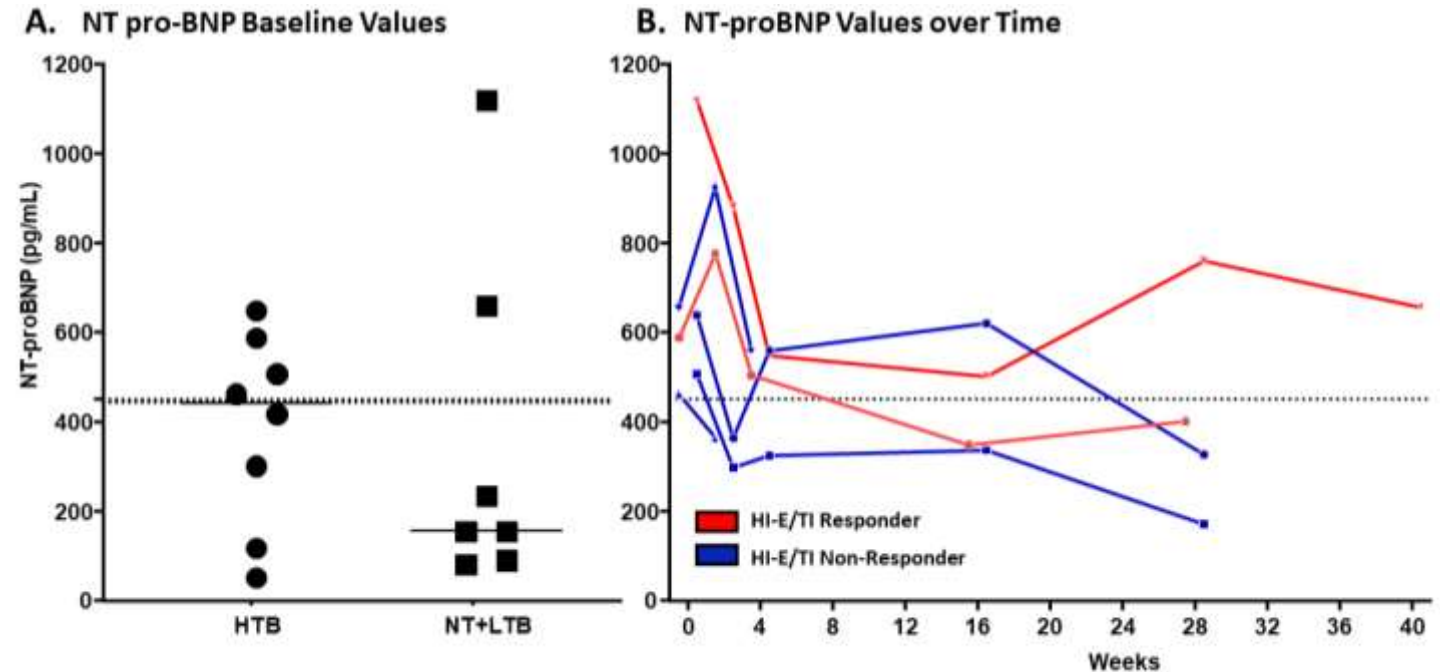 A. NT pro-BNP Baseline Values
1200
1000
800
600
400
200
0
NT-proBNP (pg/mL)
HTB
NT+LTB
B. NT-proBNP Values over Time
1200
1000
800
600
400
200
0
HI-E/TI Responder
HI-E/TI Non-Responder
0 4 8 12 16 20 24 28 32 36 40
Weeks